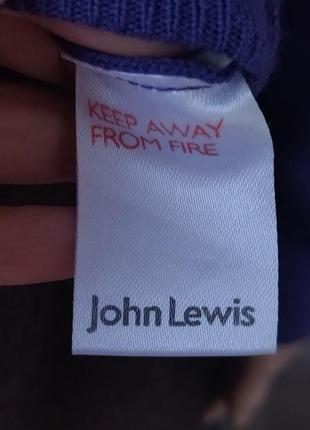 KEEP AWAY
FROM FIRE
John Lewis